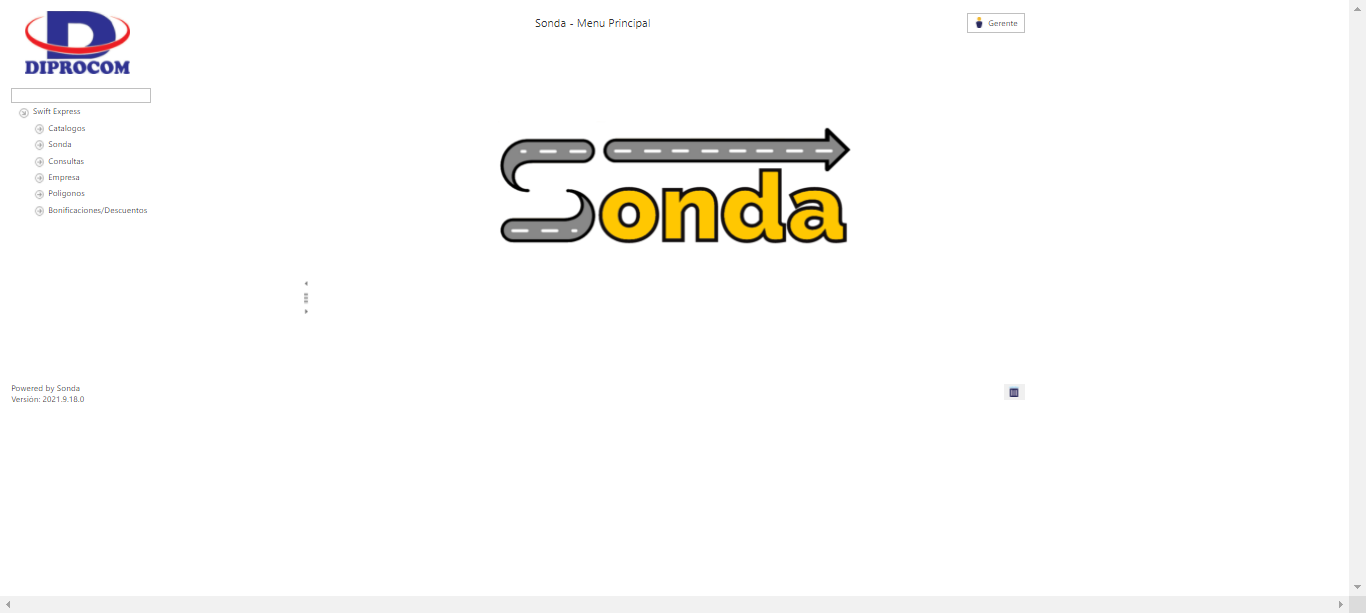 DIPROCOM
Sonda - Menu Principal
Gerente
Swift Express
Catalogos
Sonda
Consultas
Empresa
Poligonos
Bonificaciones/Descuentos
Sonda
Powered by Sonda
Versión: 2021.9.18.0